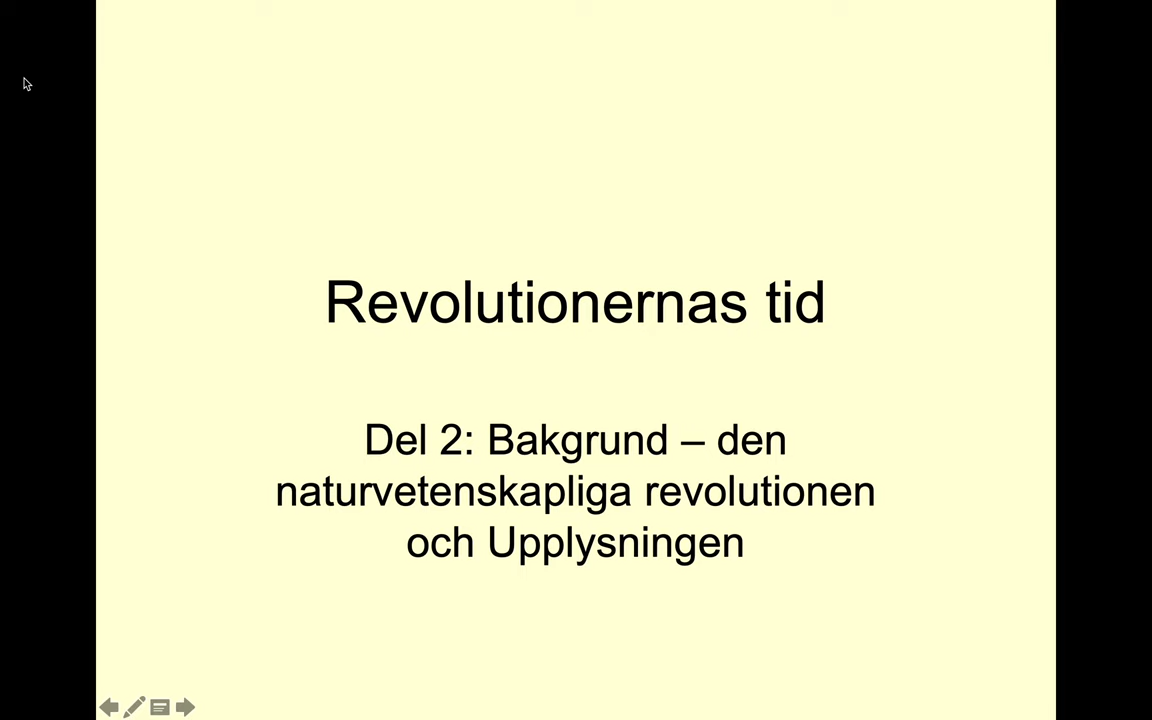 Revolutionernas tid
Del 2: Bakgrund – den
naturvetenskapliga revolutionen
och Upplysningen